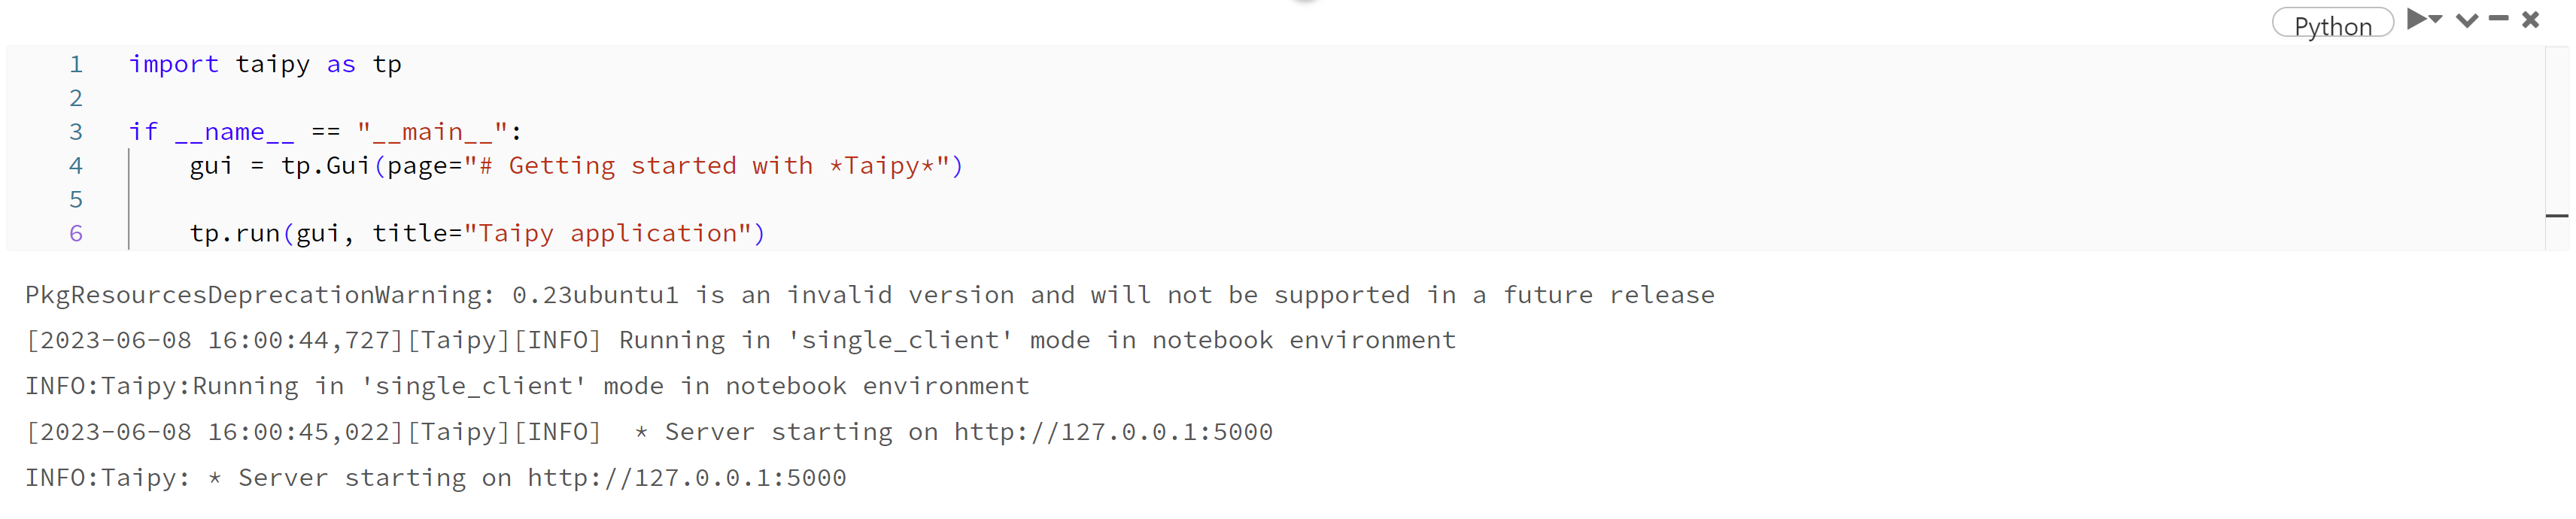 Python
1 import taipy as tp
2
3 if __name__ == "__main__":
4     gui = tp.Gui(page="# Getting started with *Taipy*")
5
6     tp.run(gui, title="Taipy application")
PkgResourcesDeprecationWarning: 0.23ubuntu1 is an invalid version and will not be supported in a future release
[2023-06-08 16:00:44,727][Taipy][INFO] Running in 'single_client' mode in notebook environment
INFO:Taipy:Running in 'single_client' mode in notebook environment
[2023-06-08 16:00:45,022][Taipy][INFO]  * Server starting on http://127.0.0.1:5000
INFO:Taipy: * Server starting on http://127.0.0.1:5000